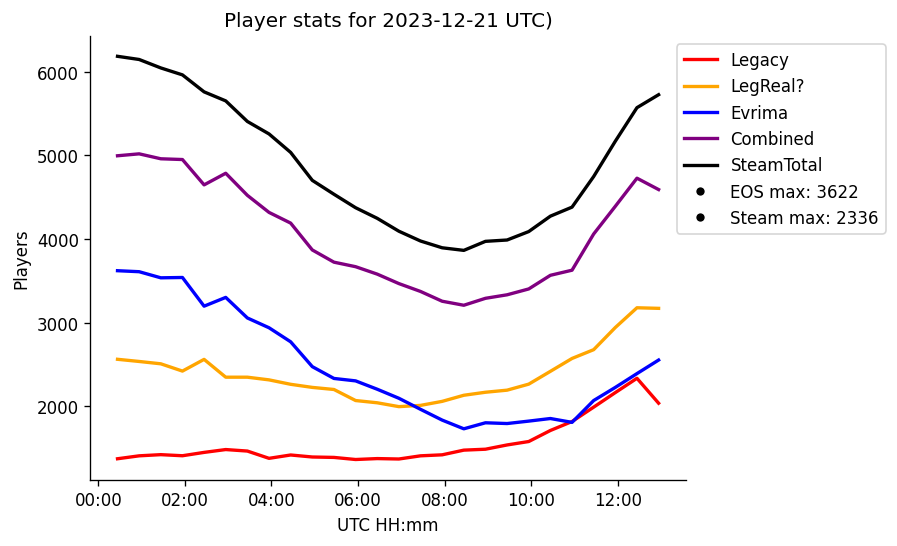 Player stats for 2023-12-21 UTC)
Legacy
LegReal?
Evrima
Combined
SteamTotal
EOS max: 3622
Steam max: 2336
Players
6000
5000
4000
3000
2000
00:00 02:00 04:00 06:00 08:00 10:00 12:00
UTC HH:mm